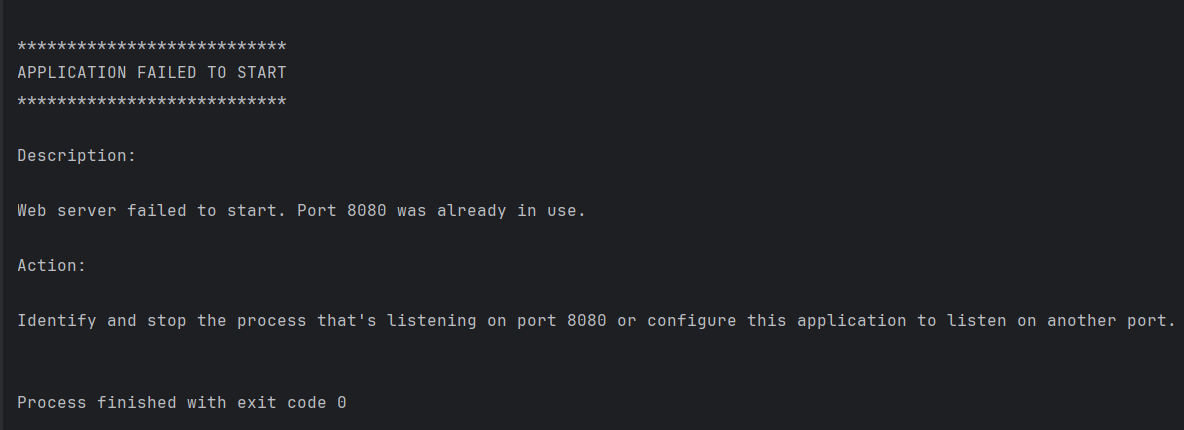 ***************************
APPLICATION FAILED TO START
***************************
Description:
Web server failed to start. Port 8080 was already in use.
Action:
Identify and stop the process that's listening on port 8080 or configure this application to listen on another port.
Process finished with exit code 0